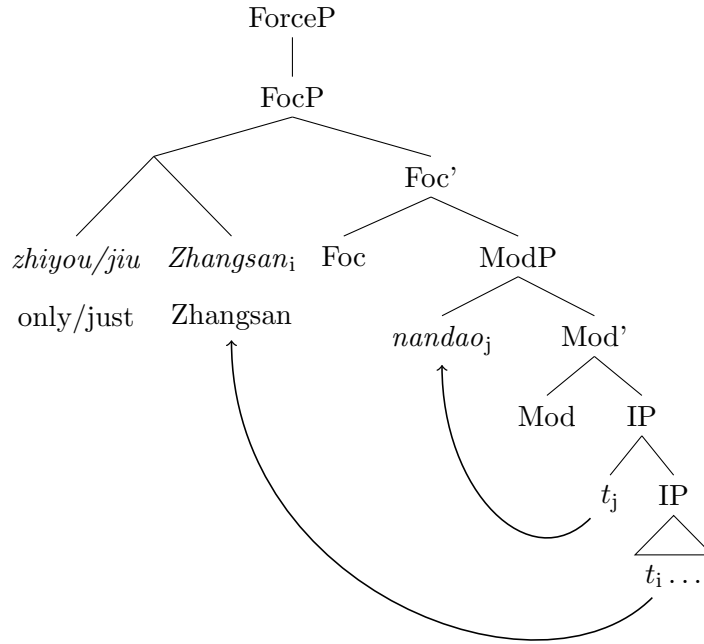 ForceP
FocP
Foc’
zhiyou/jiu Zhangsanᵢ Foc ModP
only/just Zhangsan nandaoⱼ Mod’
Mod IP
tⱼ IP
tᵢ …